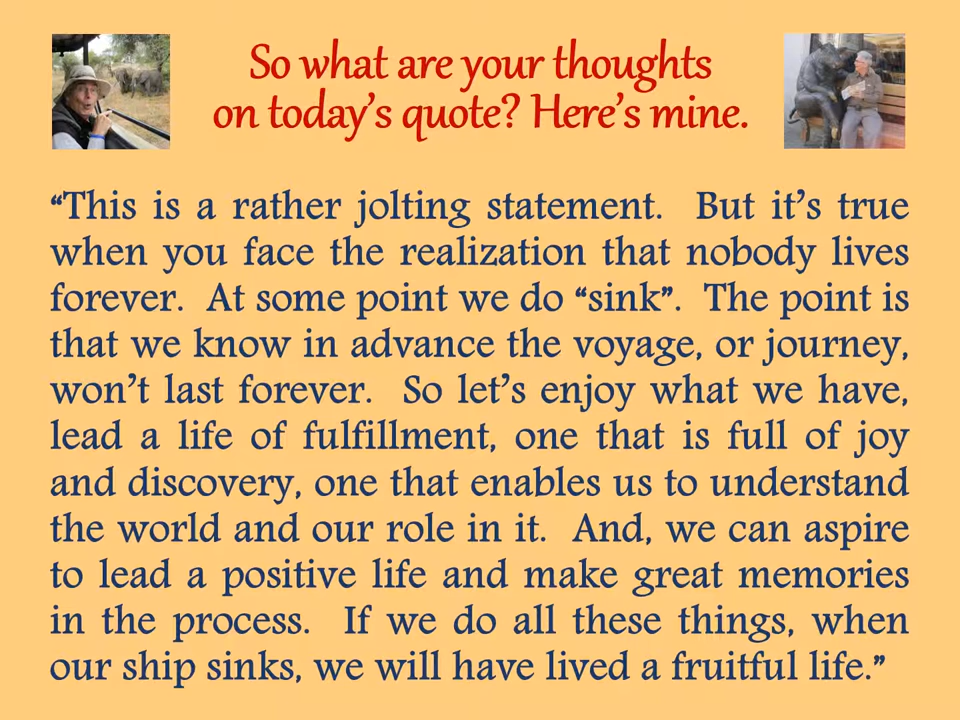 So what are your thoughts
on today’s quote? Here’s mine.
“This is a rather jolting statement. But it’s true
when you face the realization that nobody lives
forever. At some point we do “sink”. The point is
that we know in advance the voyage, or journey,
won’t last forever. So let’s enjoy what we have,
lead a life of fulfillment, one that is full of joy
and discovery, one that enables us to understand
the world and our role in it. And, we can aspire
to lead a positive life and make great memories
in the process. If we do all these things, when
our ship sinks, we will have lived a fruitful life.”